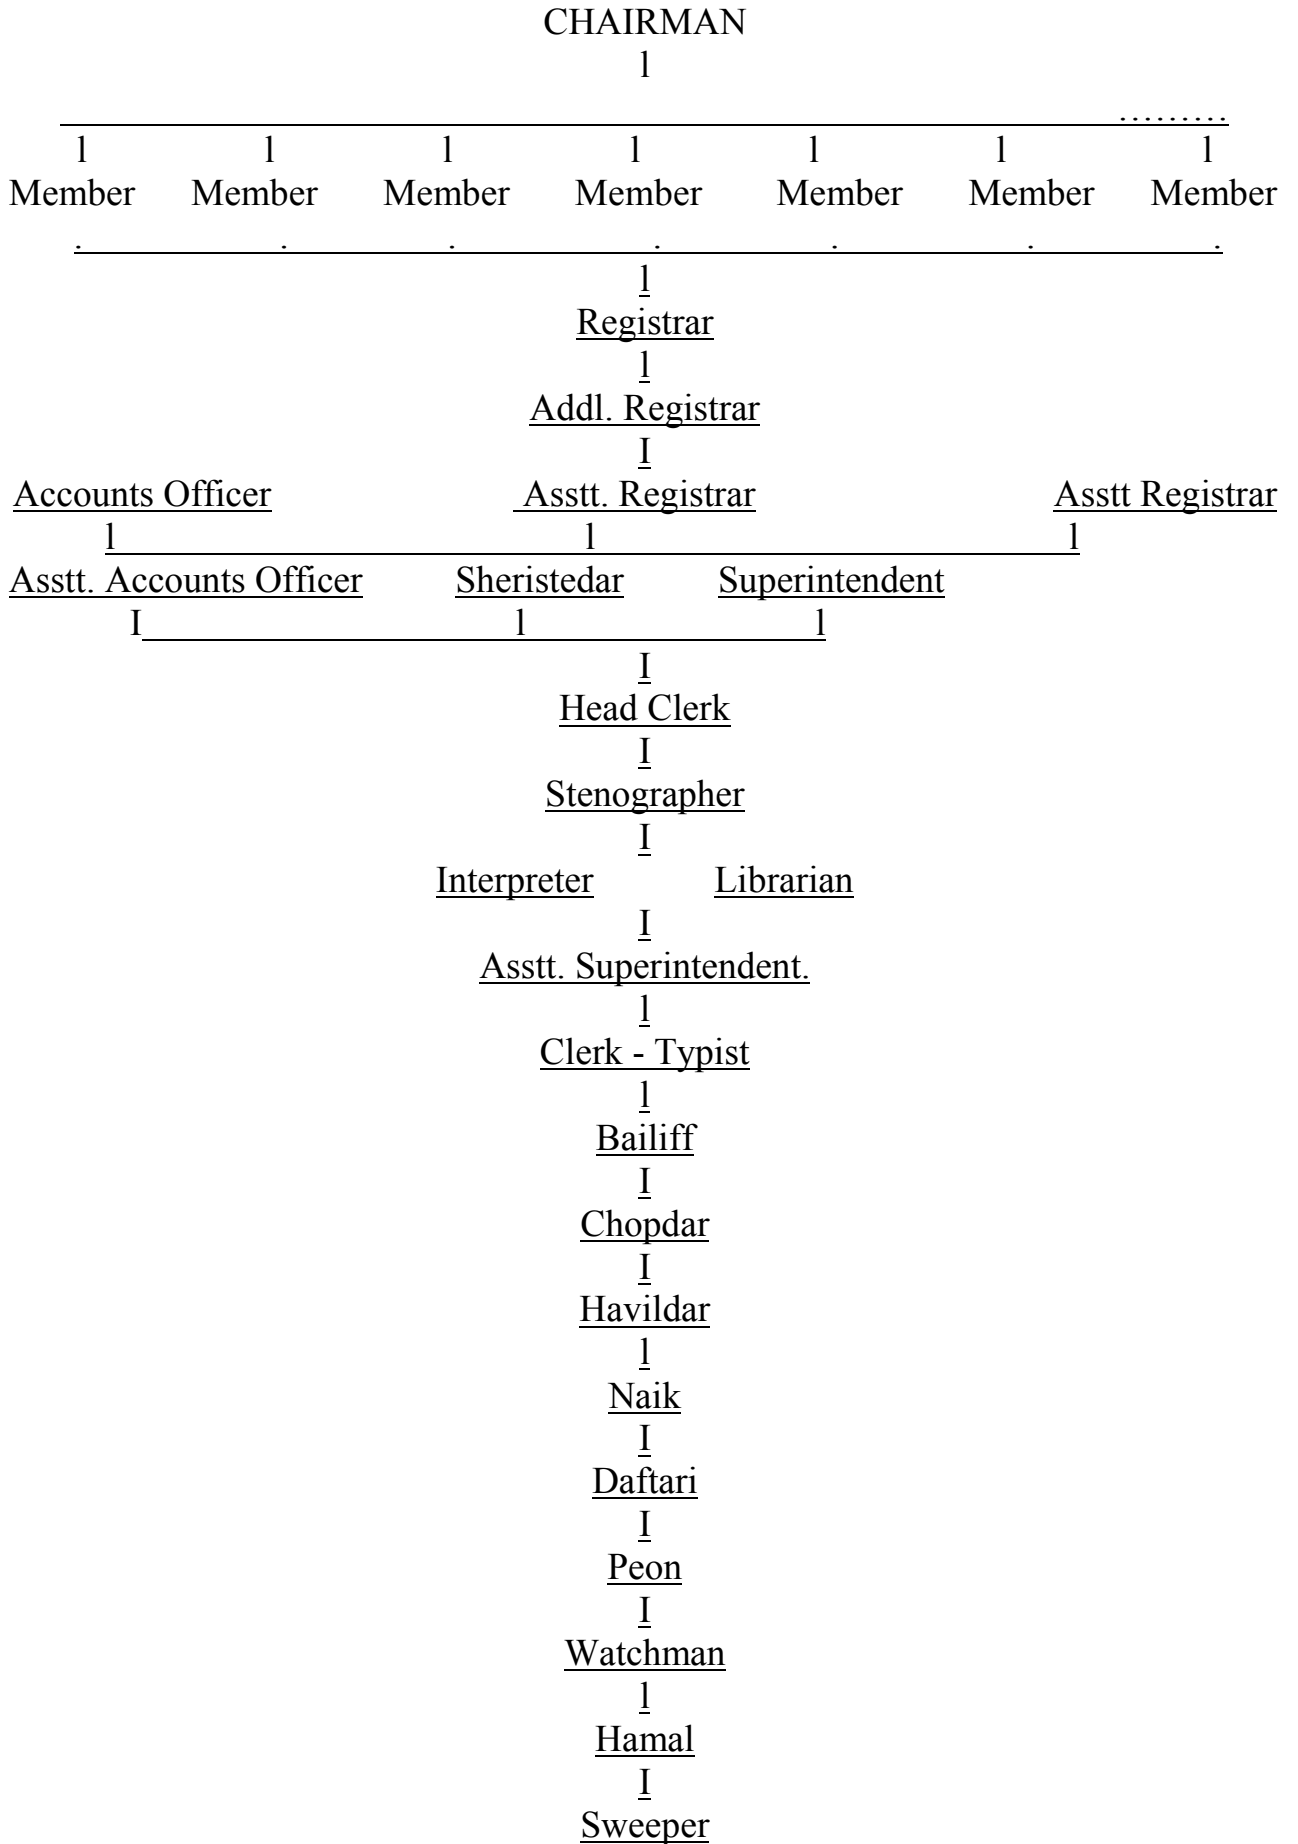 CHAIRMAN
l
.........
l l l l l l l
Member Member Member Member Member Member Member
. . . . . . .
l
Registrar
l
Addl. Registrar
I
Accounts Officer Asstt. Registrar Asstt Registrar
l l l
Asstt. Accounts Officer Sheristedar Superintendent
I l l
I
Head Clerk
I
Stenographer
I
Interpreter Librarian
I
Asstt. Superintendent.
l
Clerk - Typist
l
Bailiff
I
Chopdar
I
Havildar
l
Naik
I
Daftari
I
Peon
I
Watchman
l
Hamal
I
Sweeper